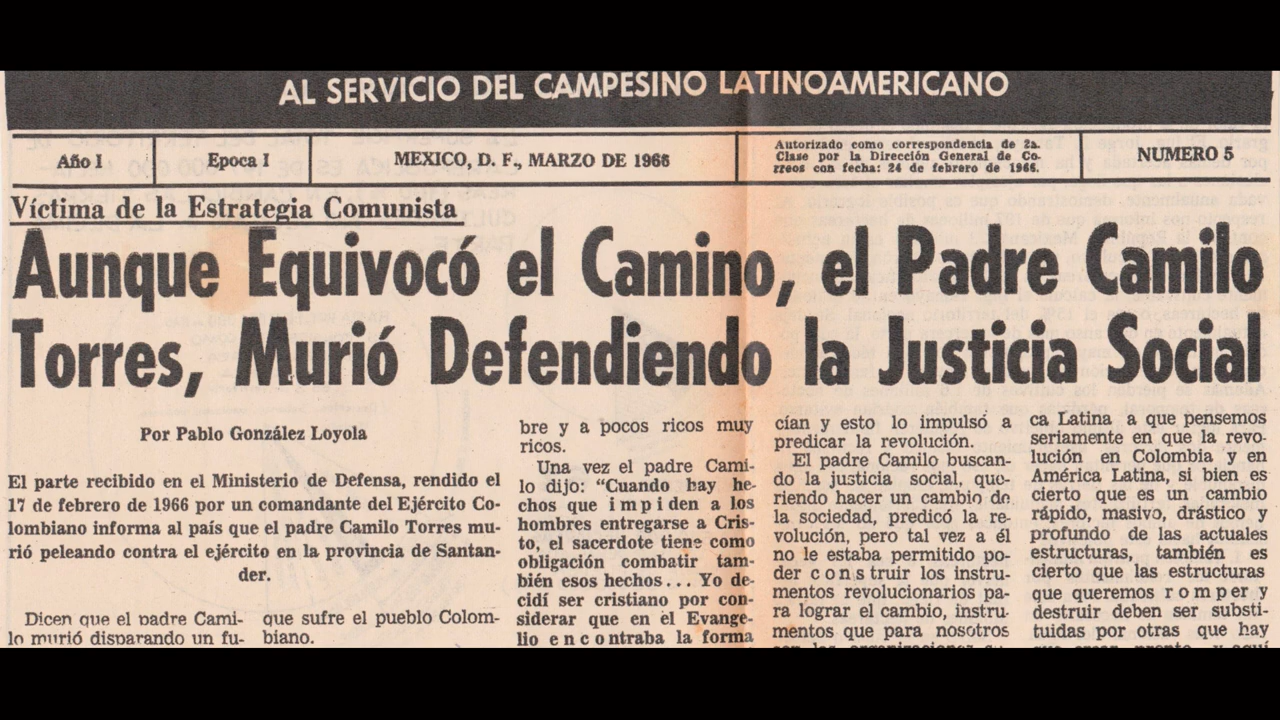 AL SERVICIO DEL CAMPESINO LATINOAMERICANO
Año I
Epoca I
MEXICO, D. F., MARZO DE 1966
Autorizado como correspondencia de 2a.
Clase por la Dirección General de Co-
rreos con fecha: 24 de febrero de 1966.
NUMERO 5
Víctima de la Estrategia Comunista
Aunque Equivocó el Camino, el Padre Camilo
Torres, Murió Defendiendo la Justicia Social
Por Pablo González Loyola
El parte recibido en el Ministerio de Defensa, rendido el
17 de febrero de 1966 por un comandante del Ejército Co-
lombiano informa al país que el padre Camilo Torres mu-
rió peleando contra el ejército en la provincia de Santan-
der.
Dicen que el padre Cami-
lo murió disparando un fu-
que sufre el pueblo Colom-
biano.
bre y a pocos ricos muy
ricos.
Una vez el padre Cami-
lo dijo: "Cuando hay he-
chos que impiden a los
hombres entregarse a Cris-
to, el sacerdote tiene como
obligación combatir tam-
bién esos hechos... Yo de-
cidí ser cristiano por con-
siderar que en el Evange-
lio encontraba la forma
cían y esto lo impulsó a
predicar la revolución.
El padre Camilo buscan-
do la justicia social, que-
riendo hacer un cambio de
la sociedad, predicó la re-
volución, pero tal vez a él
no le estaba permitido po-
der construir los instru-
mentos revolucionarios pa-
ra lograr el cambio, instru-
mentos que para nosotros
ca Latina a que pensemos
seriamente en que la revo-
lución en Colombia y en
América Latina, si bien es
cierto que es un cambio
rápido, masivo, drástico y
profundo de las actuales
estructuras, también es
cierto que las estructuras
que queremos romper y
destruir deben ser substi-
tuidas por otras que hay